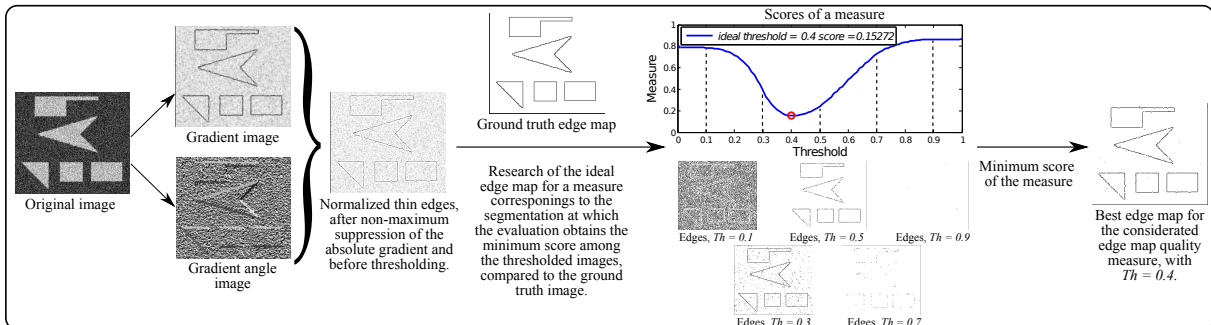 Original image
Gradient image
Gradient angle
image
Normalized thin edges,
after non-maximum
suppression of the
absolute gradient and
before thresholding.
Ground truth edge map
Research of the ideal
edge map for a measure
corresponings to the
segmentation at which
the evaluation obtains the
minimum score among
the thresholded images,
compared to the ground
truth image.
Scores of a measure
ideal threshold = 0.4 score =0.15272
Measure
1
0.8
0.6
0.4
0.2
0
0 0.1 0.2 0.3 0.4 0.5 0.6 0.7 0.8 0.9 1
Threshold
Edges, Th = 0.1
Edges, Th = 0.5
Edges, Th = 0.9
Edges, Th = 0.3
Edges, Th = 0.7
Minimum score
of the measure
Best edge map for
the considerated
edge map quality
measure, with
Th = 0.4.